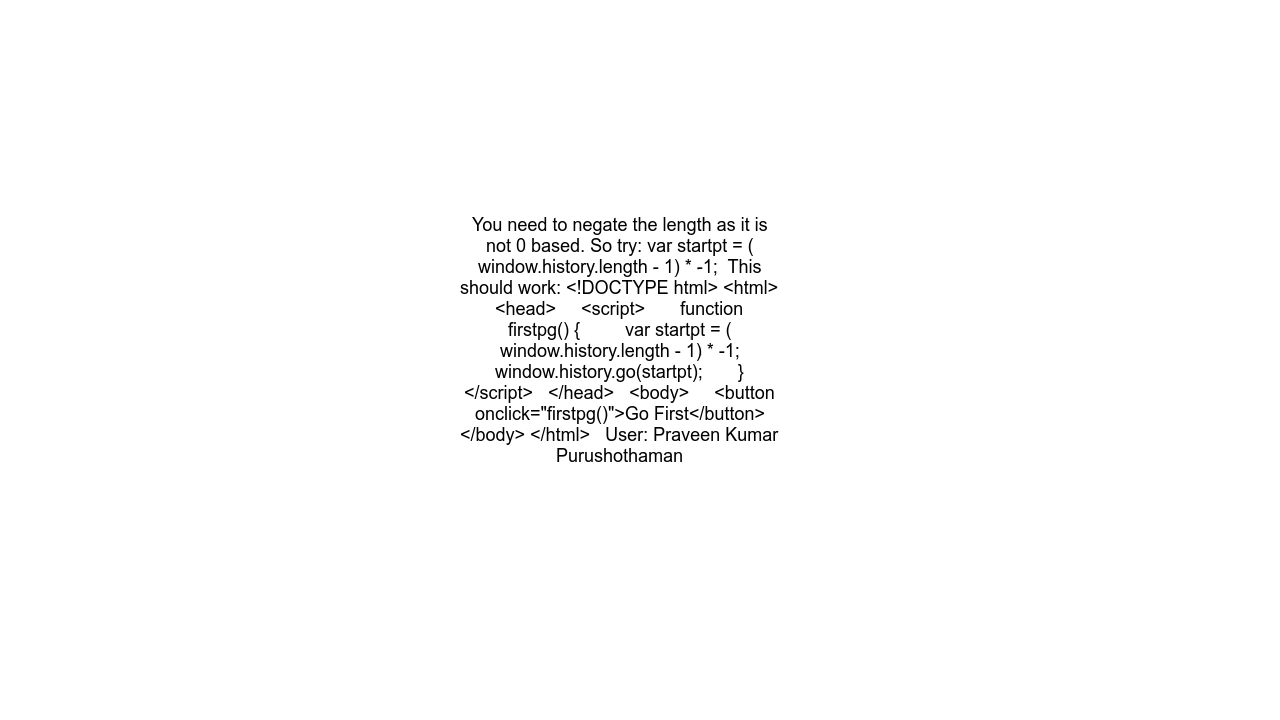 You need to negate the length as it is
not 0 based. So try: var startpt = (
window.history.length - 1) * -1;  This
should work: <!DOCTYPE html> <html>
<head>     <script>       function
firstpg() {         var startpt = (
window.history.length - 1) * -1;
window.history.go(startpt);       }
</script>   </head>   <body>     <button
onclick="firstpg()">Go First</button>
</body> </html>   User: Praveen Kumar
Purushothaman